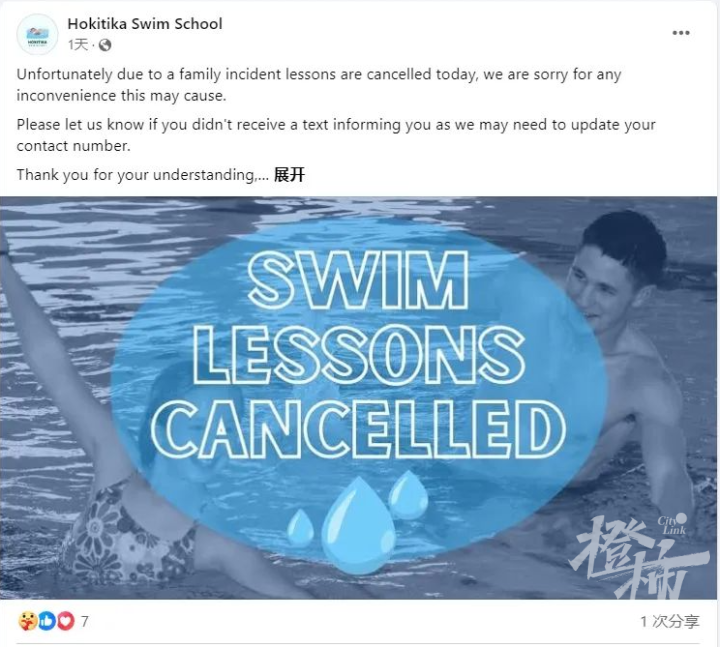 Hokitika Swim School
1天 ·
Unfortunately due to a family incident lessons are cancelled today, we are sorry for any
inconvenience this may cause.
Please let us know if you didn't receive a text informing you as we may need to update your
contact number.
Thank you for your understanding,... 展开
SWIM
LESSONS
CANCELLED
City
Link
橙柿
7
1 次分享